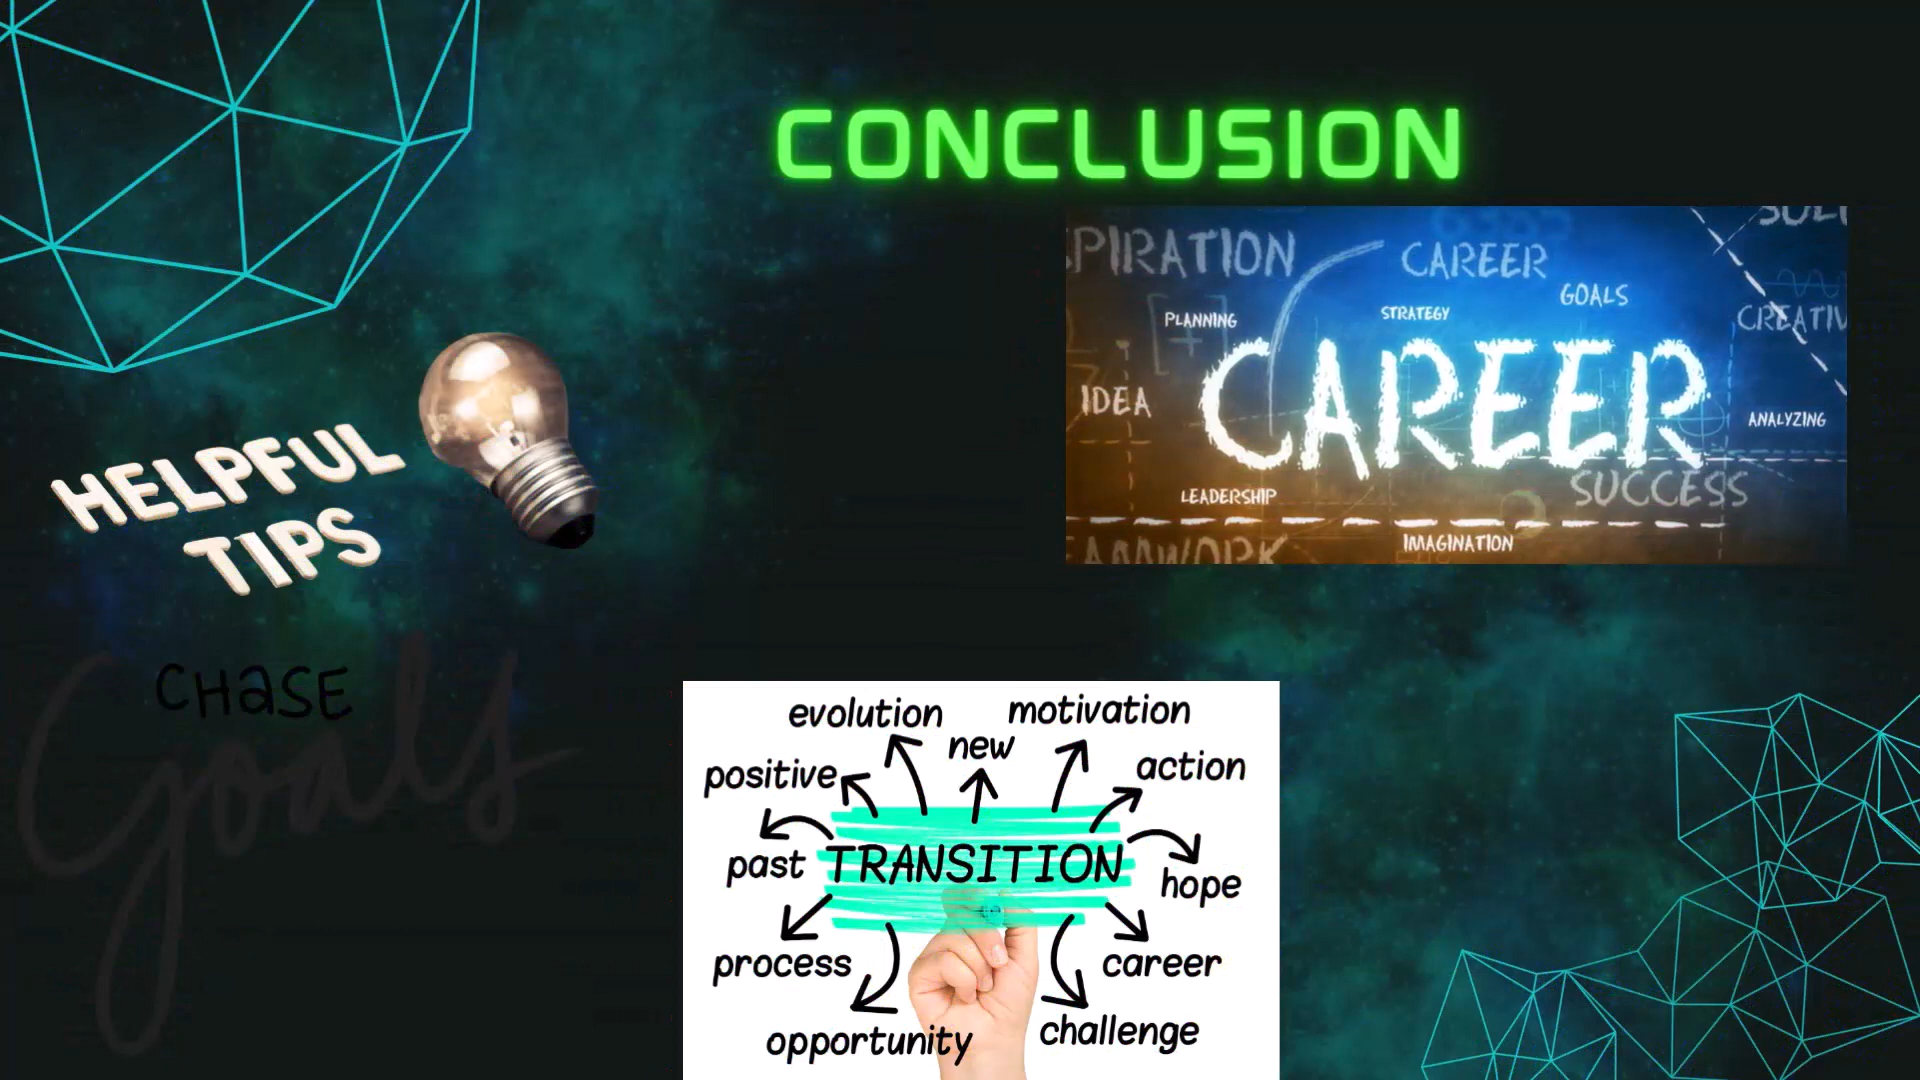 CONCLUSION
PIRATION
CAREER
GOALS
PLANNING
STRATEGY
CREATIV
CAREER
IDEA
ANALYZING
SUCCESS
LEADERSHIP
IMAGINATION
HELPFUL
TIPS
CHaSE
Goals
evolution
motivation
new
positive
action
past
TRANSITION
hope
process
career
opportunity
challenge